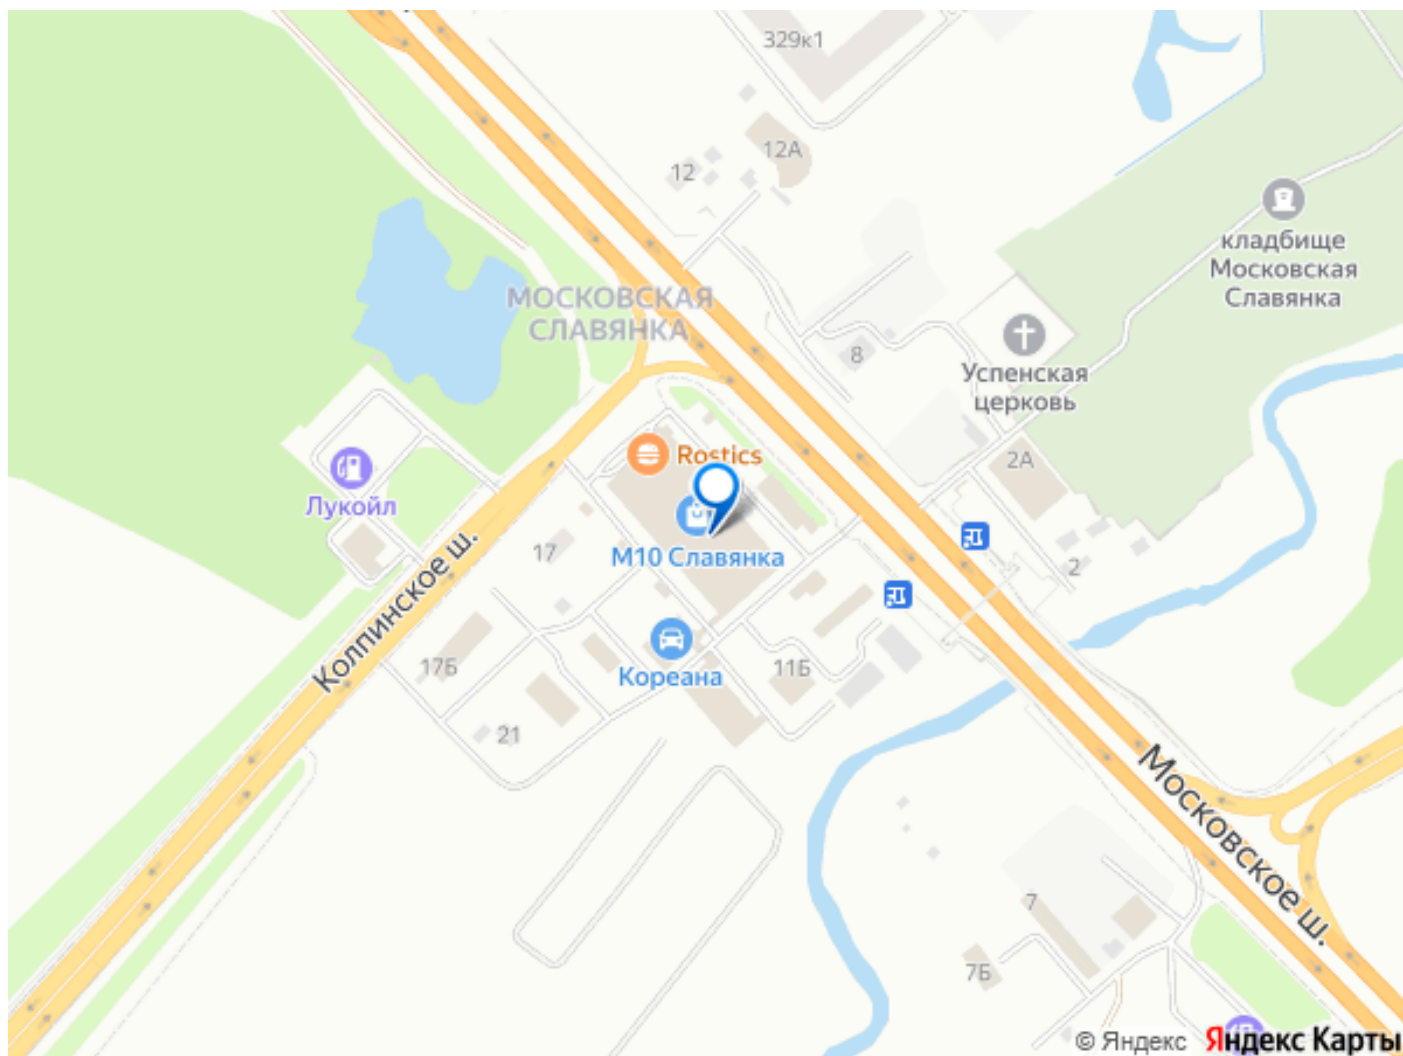 329к1
12А
12
кладбище
Московская
Славянка
МОСКОВСКАЯ
СЛАВЯНКА
8
Успенская
церковь
Rostics
2А
Лукойл
М10 Славянка
17
2
Колпинское ш.
17Б
Кореана
11Б
21
Московское ш.
7
7Б
© Яндекс
Яндекс Карты